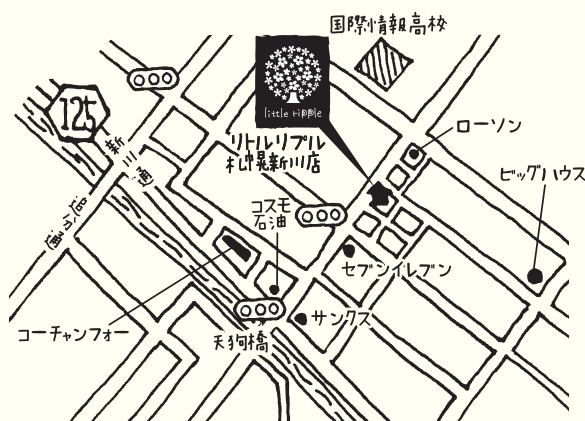 国際情報高校
125
little ripple
リトルリプル
札幌新川店
ローソン
ビッグハウス
新川通
追分通
コスモ
石油
セブンイレブン
コーチャンフォー
天狗橋
サンクス